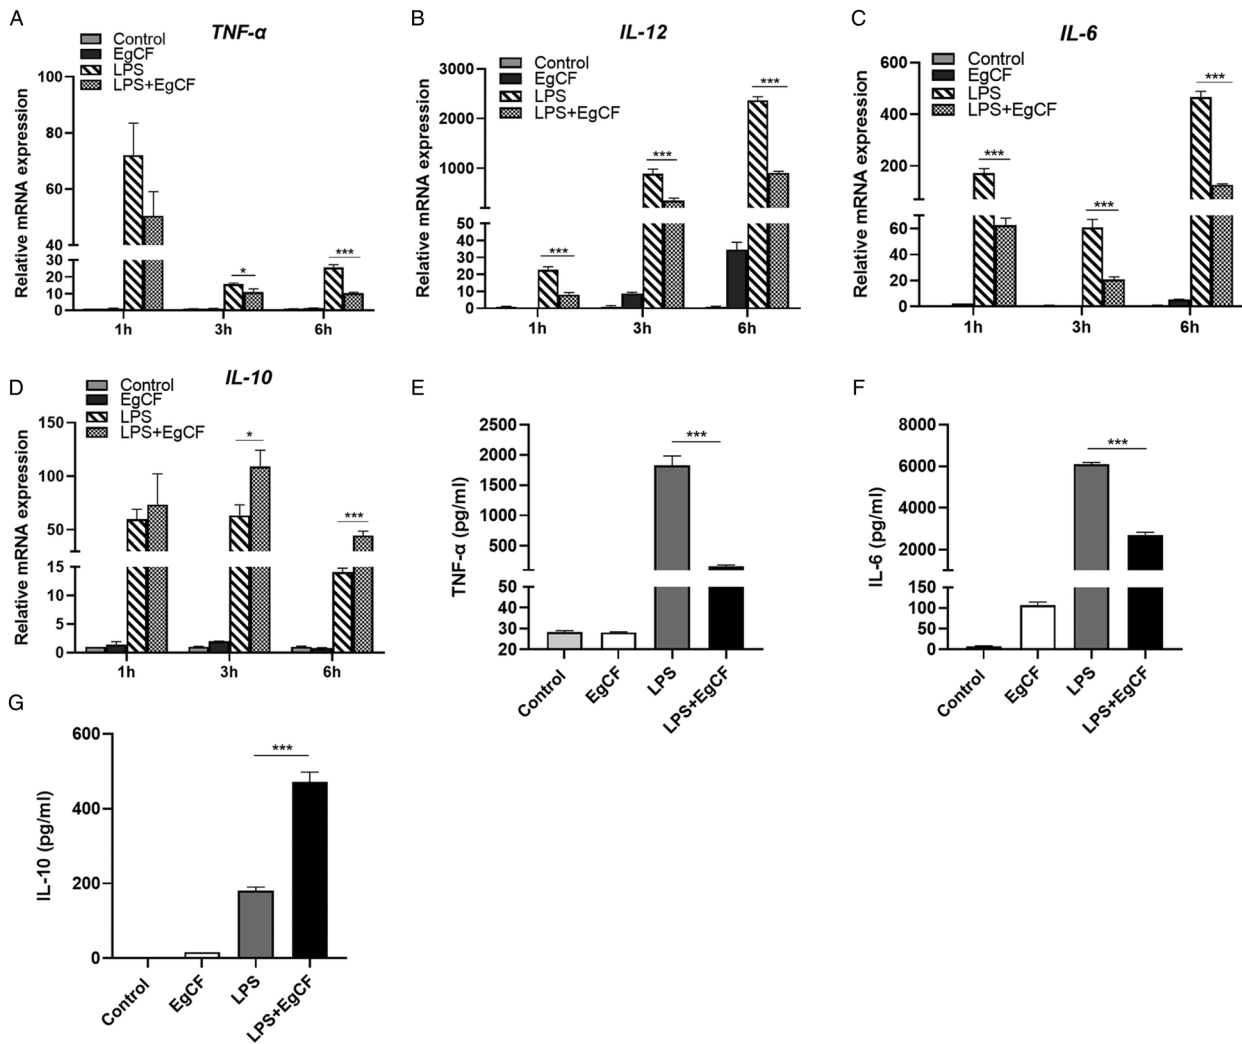 A
TNF-α
Control
EgCF
LPS
LPS+EgCF
Relative mRNA expression
100
80
60
40
30
20
10
0
*
***
1h
3h
6h
B
IL-12
Control
EgCF
LPS
LPS+EgCF
Relative mRNA expression
3000
2000
1000
50
40
30
20
10
0
***
***
***
1h
3h
6h
C
IL-6
Control
EgCF
LPS
LPS+EgCF
Relative mRNA expression
600
400
200
60
40
20
0
***
***
***
1h
3h
6h
D
IL-10
Control
EgCF
LPS
LPS+EgCF
Relative mRNA expression
150
100
50
15
10
5
0
*
***
1h
3h
6h
E
TNF-α (pg/ml)
2500
2000
1500
1000
500
50
40
30
20
***
Control
EgCF
LPS
LPS+EgCF
F
IL-6 (pg/ml)
8000
6000
4000
2000
150
100
50
0
***
Control
EgCF
LPS
LPS+EgCF
G
IL-10 (pg/ml)
600
400
200
0
***
Control
EgCF
LPS
LPS+EgCF